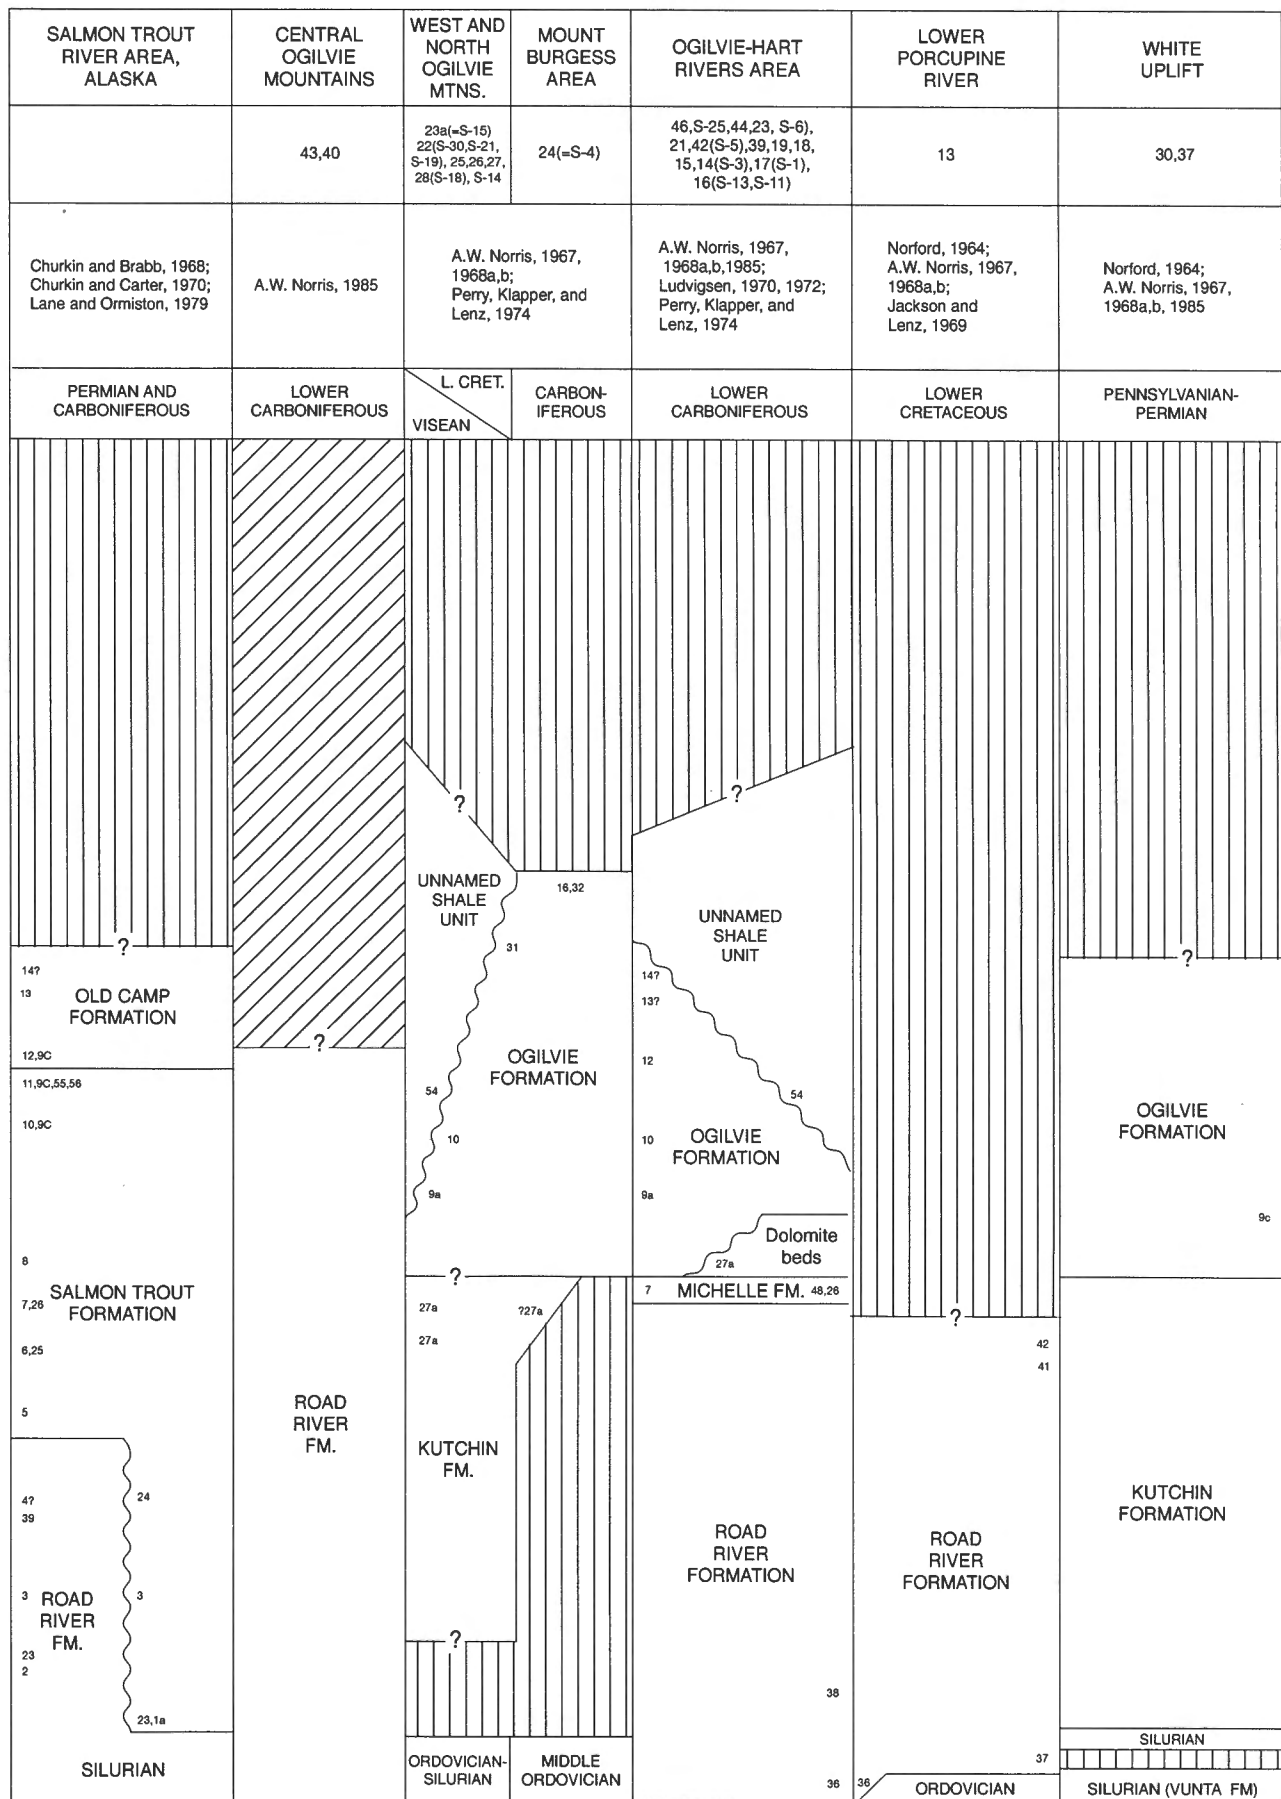 SALMON TROUT
RIVER AREA,
ALASKA
CENTRAL
OGILVIE
MOUNTAINS
WEST AND
NORTH
OGILVIE
MTNS.
MOUNT
BURGESS
AREA
OGILVIE-HART
RIVERS AREA
LOWER
PORCUPINE
RIVER
WHITE
UPLIFT
43,40
23a(=S-15)
22(S-30,S-21,
S-19), 25,26,27,
28(S-18), S-14
24(=S-4)
46,S-25,44,23, S-6),
21,42(S-5),39,19,18,
15,14(S-3),17(S-1),
16(S-13,S-11)
13
30,37
Churkin and Brabb, 1968;
Churkin and Carter, 1970;
Lane and Ormiston, 1979
A.W. Norris, 1985
A.W. Norris, 1967,
1968a,b;
Perry, Klapper, and
Lenz, 1974
A.W. Norris, 1967,
1968a,b,1985;
Ludvigsen, 1970, 1972;
Perry, Klapper, and
Lenz, 1974
Norford, 1964;
A.W. Norris, 1967,
1968a,b;
Jackson and
Lenz, 1969
Norford, 1964;
A.W. Norris, 1967,
1968a,b, 1985
PERMIAN AND
CARBONIFEROUS
LOWER
CARBONIFEROUS
L. CRET.
VISEAN
CARBON-
IFEROUS
LOWER
CARBONIFEROUS
LOWER
CRETACEOUS
PENNSYLVANIAN-
PERMIAN
?
14?
13
OLD CAMP
FORMATION
12,9C
11,9C,55,56
10,9C
8
SALMON TROUT
7,26
FORMATION
6,25
5
4?
39
24
3
ROAD
RIVER
FM.
3
23
2
23,1a
SILURIAN
?
ROAD
RIVER
FM.
?
UNNAMED
SHALE
UNIT
16,32
31
OGILVIE
FORMATION
54
10
9a
?
27a
?27a
27a
KUTCHIN
FM.
?
ORDOVICIAN-
SILURIAN
MIDDLE
ORDOVICIAN
?
UNNAMED
SHALE
UNIT
14?
13?
12
54
10
OGILVIE
FORMATION
9a
Dolomite
beds
27a
7
MICHELLE FM.
48,26
ROAD
RIVER
FORMATION
38
36
?
42
41
ROAD
RIVER
FORMATION
37
36
ORDOVICIAN
?
OGILVIE
FORMATION
9c
KUTCHIN
FORMATION
SILURIAN
SILURIAN (VUNTA FM)